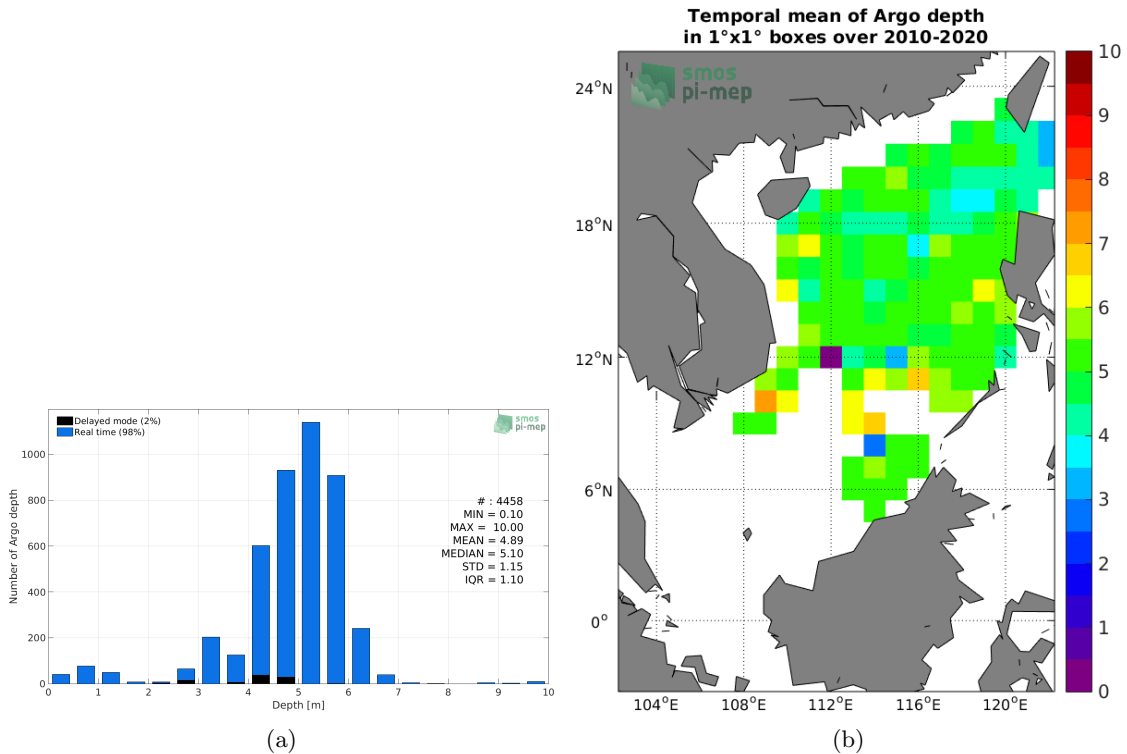 Delayed mode (2%)
Real time (98%)
smos
pi-mep
# : 4458
MIN = 0.10
MAX = 10.00
MEAN = 4.89
MEDIAN = 5.10
STD = 1.15
IQR = 1.10
Number of Argo depth
1000
800
600
400
200
0
0 1 2 3 4 5 6 7 8 9 10
Depth [m]
(a)
Temporal mean of Argo depth
in 1°x1° boxes over 2010-2020
smos
pi-mep
24°N
18°N
12°N
6°N
0°
104°E 108°E 112°E 116°E 120°E
10
9
8
7
6
5
4
3
2
1
0
(b)